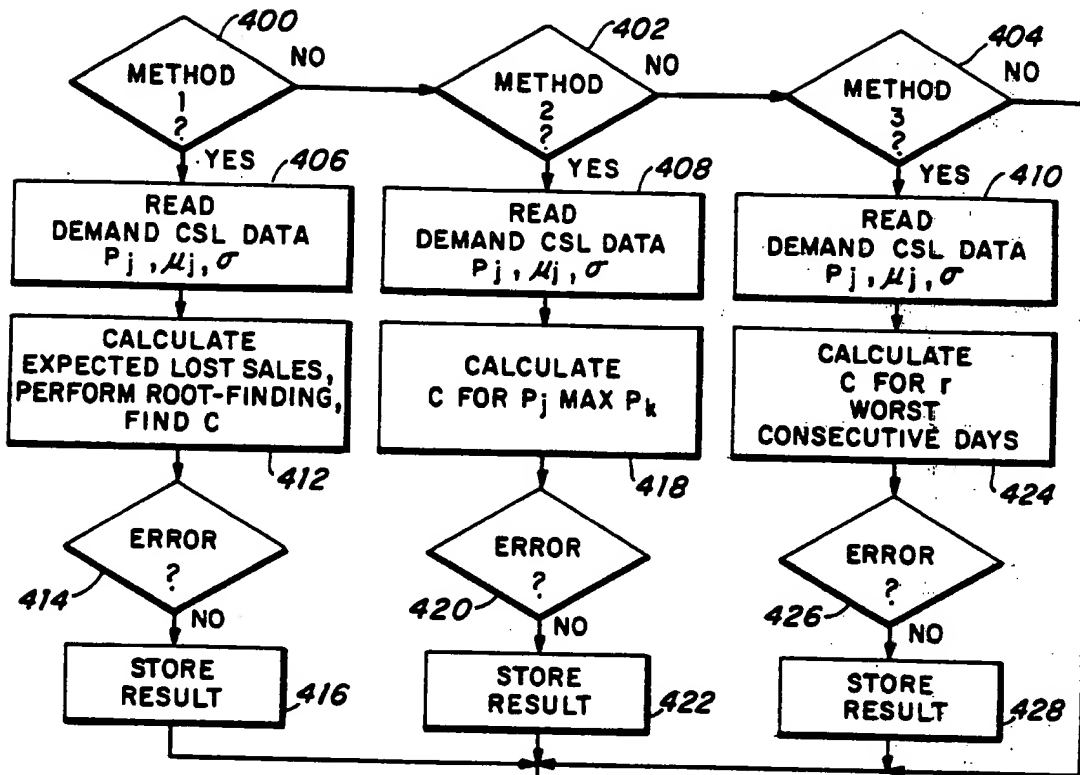 400
402
404
METHOD
1
?
NO
METHOD
2
?
NO
METHOD
3
?
NO
YES
YES
YES
406
408
410
READ
DEMAND CSL DATA
Pj, μj, σ
READ
DEMAND CSL DATA
Pj, μj, σ
READ
DEMAND CSL DATA
Pj, μj, σ
CALCULATE
EXPECTED LOST SALES,
PERFORM ROOT-FINDING,
FIND C
CALCULATE
C FOR Pj MAX Pk
CALCULATE
C FOR r
WORST
CONSECUTIVE DAYS
412
418
424
ERROR
?
ERROR
?
ERROR
?
414
420
426
NO
NO
NO
STORE
RESULT
416
STORE
RESULT
422
STORE
RESULT
428